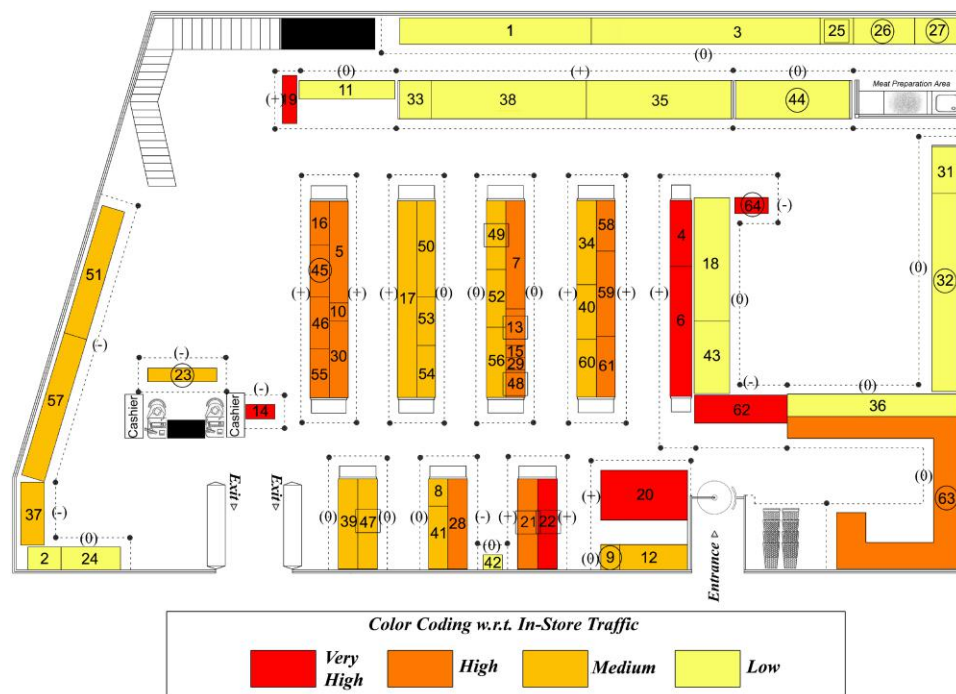 1 3 25 26 27
(0)
(0) (+) (0)
Meat Preparation Area
(+) 19 11 33 38 35 44
31
(0) 32
64 (-)
16 5 50 49 7 34 58 4 18
45 17 52 59
(+) (+) (+) (0) (0) (0) (+) (+) (+) (0)
46 10 53 13 40 6
55 30 54 56 15 29 48 60 61 43
51
(-)
57
(-)
23
(-)
Cashier Cashier 14
(-) (0)
62 36
(0)
63
37 (-)
(0)
2 24
Exit Exit
(0) 39 47 (0)
8 41 28 (-)
(0)
42
(+) 21 22 (+)
(+) 20
(0) 9 12
Entrance
Color Coding w.r.t. In-Store Traffic
Very High High Medium Low